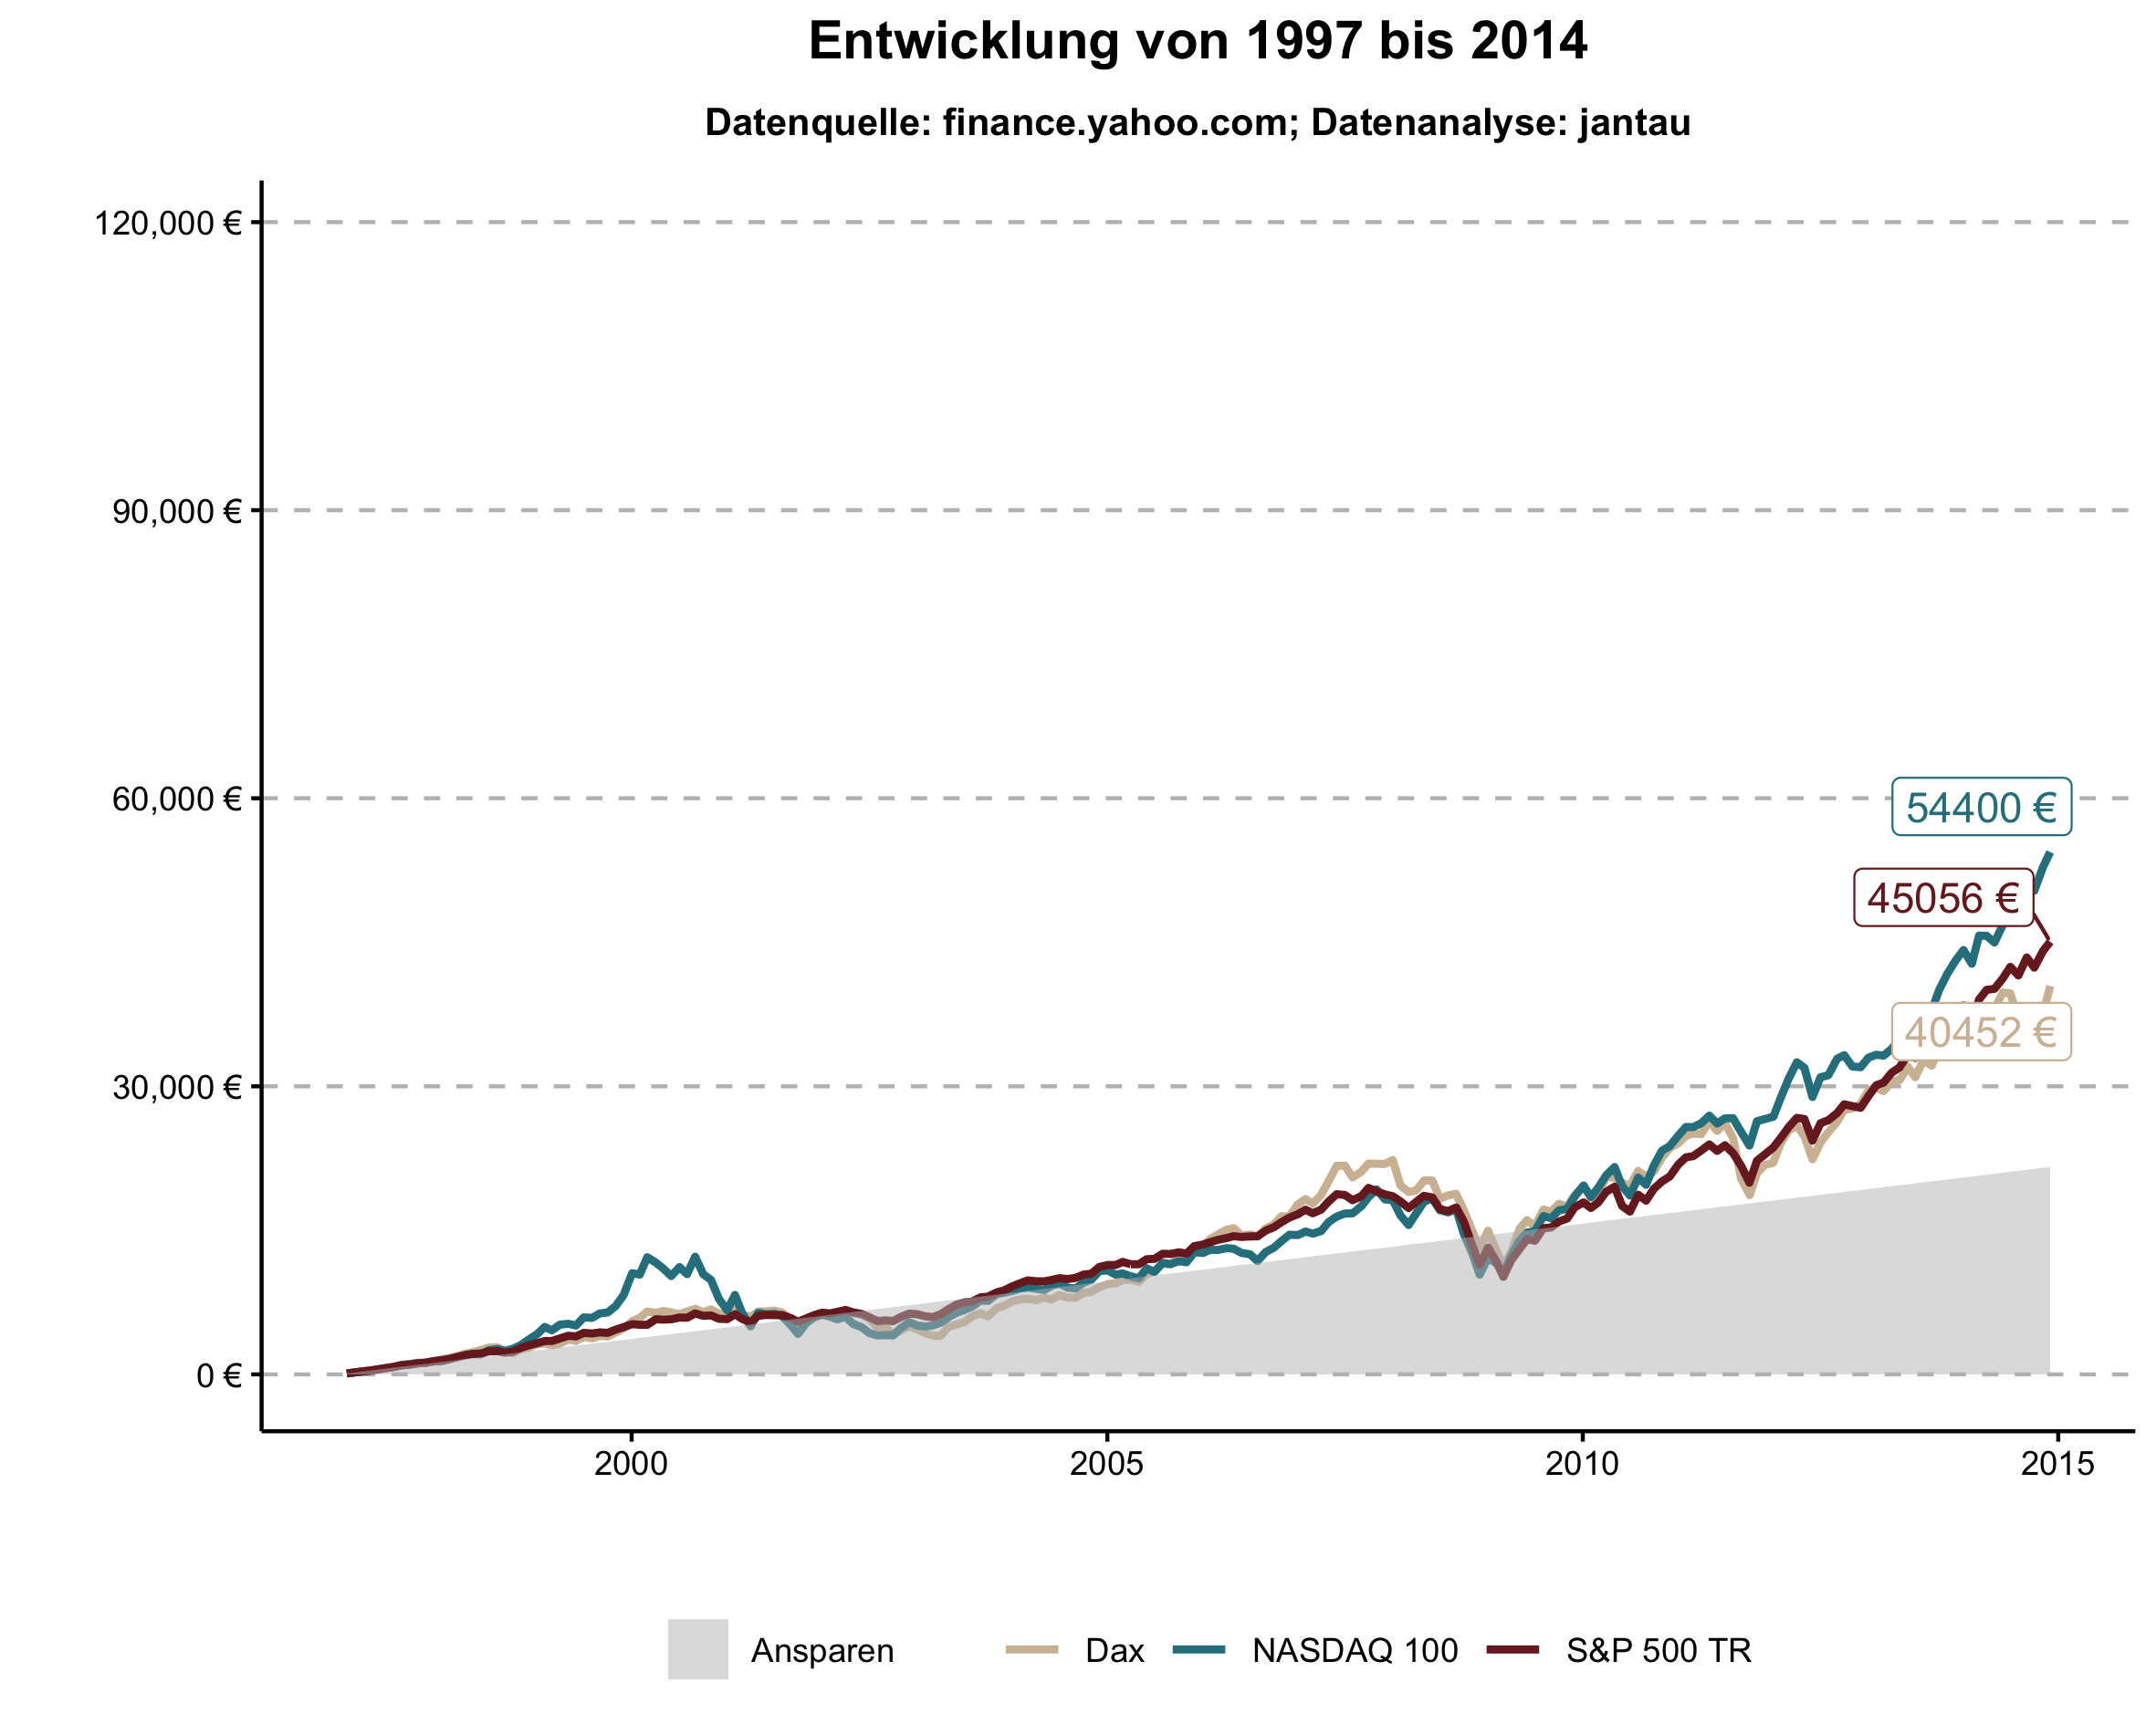 Entwicklung von 1997 bis 2014
Datenquelle: finance.yahoo.com; Datenanalyse: jantau
120,000 €
90,000 €
60,000 €
30,000 €
0 €
54400 €
45056 €
40452 €
2000 2005 2010 2015
Ansparen Dax NASDAQ 100 S&P 500 TR